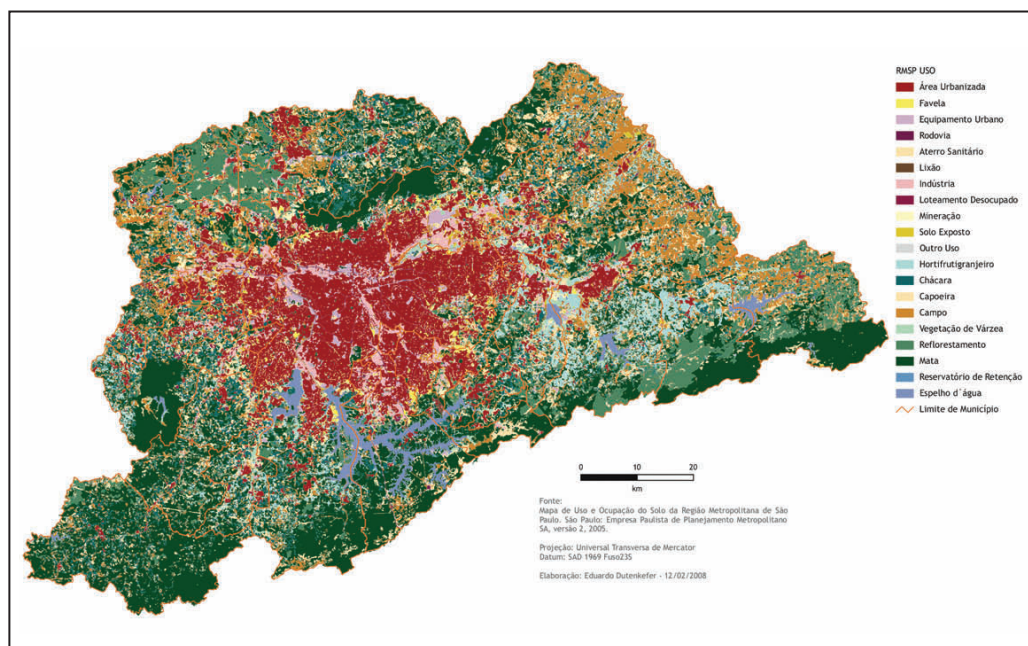 RMSP USO
Área Urbanizada
Favela
Equipamento Urbano
Rodovia
Aterro Sanitário
Lixão
Indústria
Loteamento Desocupado
Mineração
Solo Exposto
Outro Uso
Hortifrutigranjeiro
Chácara
Capoeira
Campo
Vegetação de Várzea
Reflorestamento
Mata
Reservatório de Retenção
Espelho d´água
Limite de Município
0 10 20
km
Fonte:
Mapa de Uso e Ocupação do Solo da Região Metropolitana de São
Paulo. São Paulo: Empresa Paulista de Planejamento Metropolitano
SA, versão 2, 2005.
Projeção: Universal Transversa de Mercator
Datum: SAD 1969 Fuso23S
Elaboração: Eduardo Dutenkefer - 12/02/2008